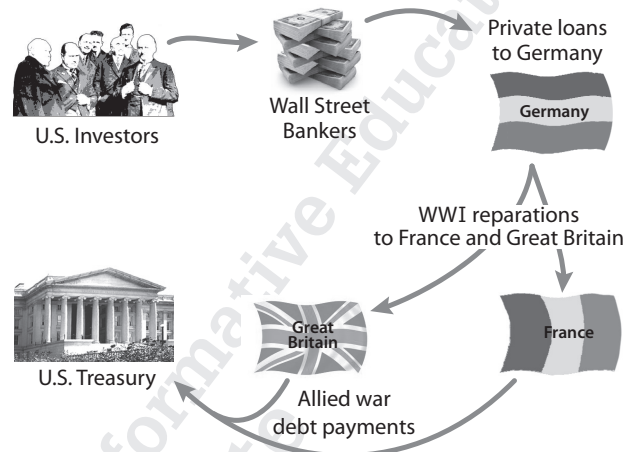 Private loans
to Germany
Germany
U.S. Investors
Wall Street
Bankers
WWI reparations
to France and Great Britain
Great
Britain
France
U.S. Treasury
Allied war
debt payments